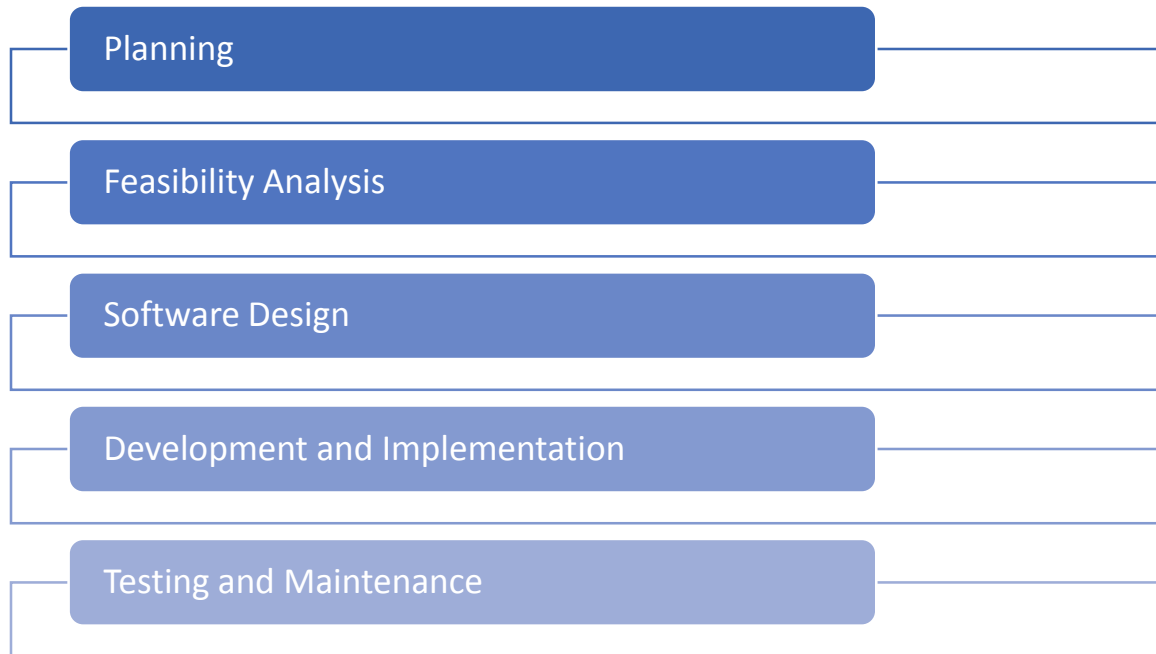 Planning
Feasibility Analysis
Software Design
Development and Implementation
Testing and Maintenance